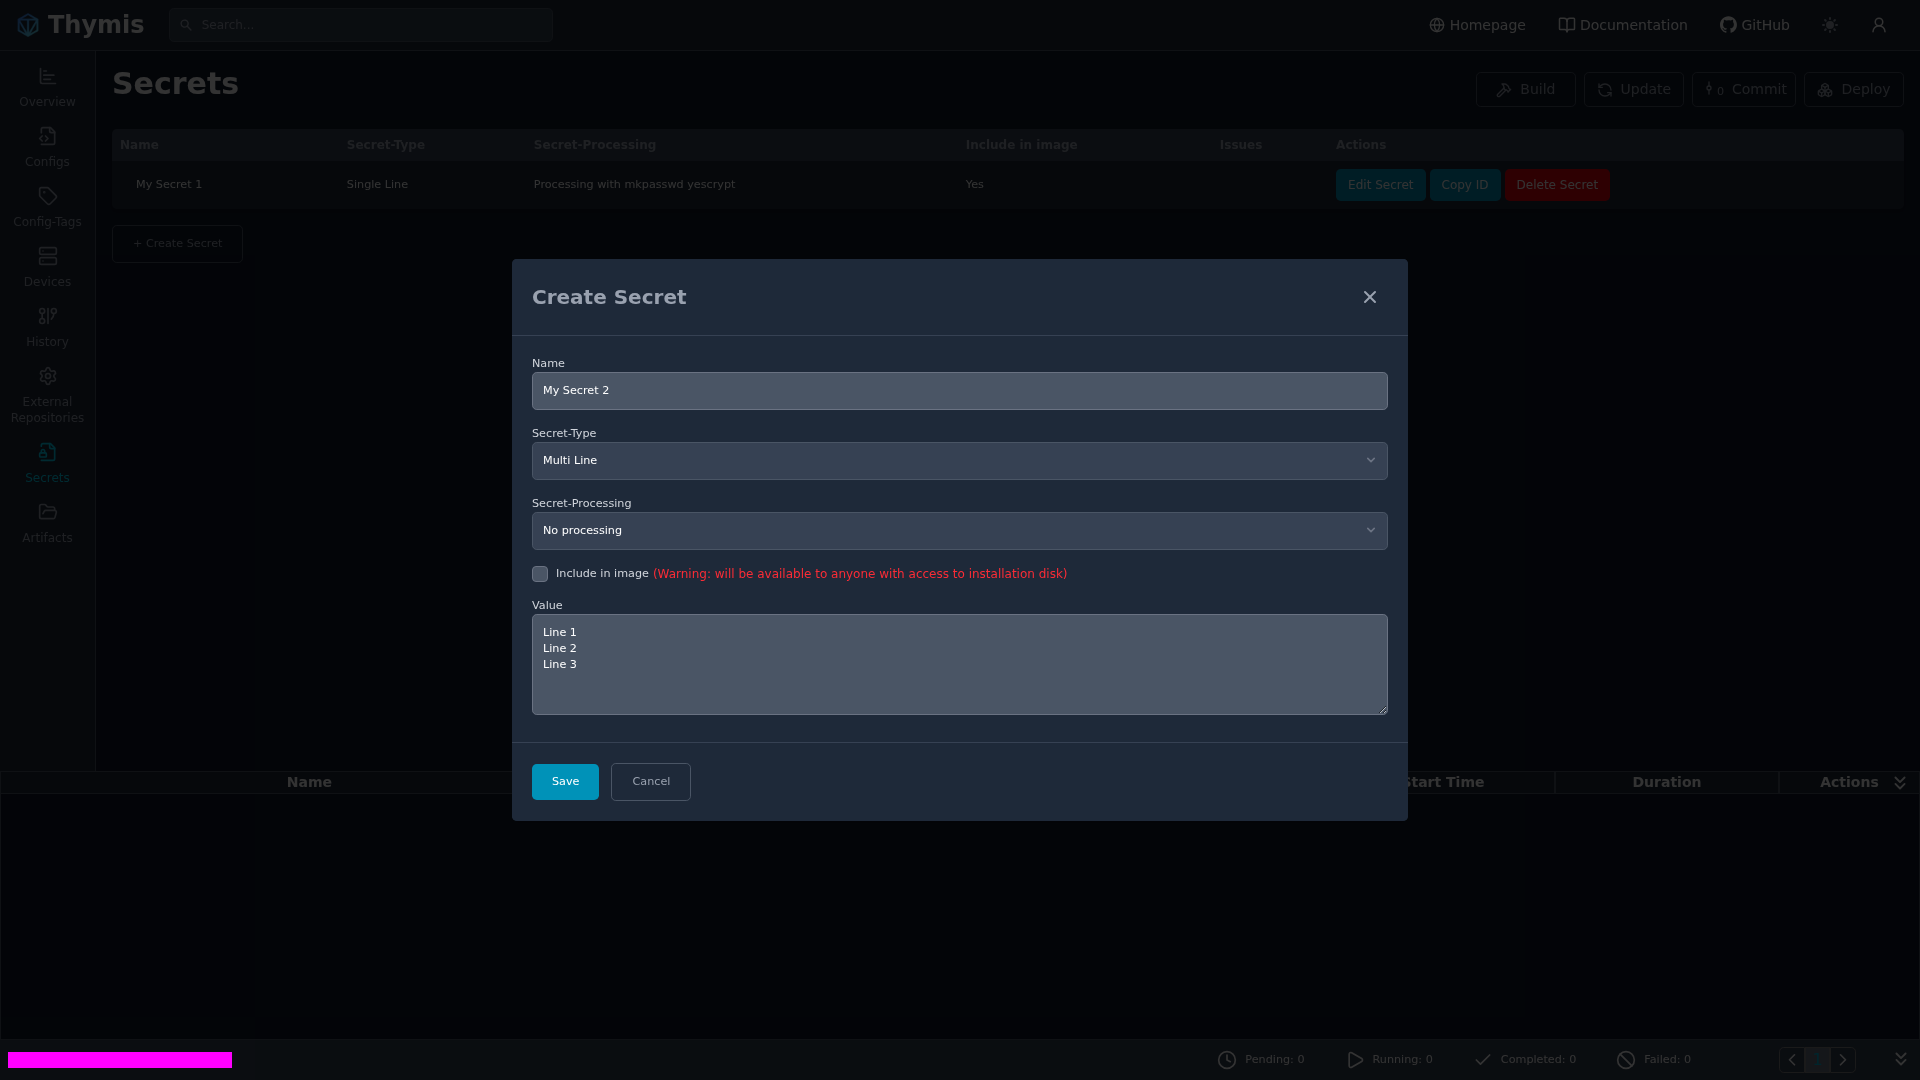 Thymis
Search...
Homepage
Documentation
GitHub
Overview
Configs
Config-Tags
Devices
History
External
Repositories
Secrets
Artifacts
Secrets
Build
Update
0 Commit
Deploy
Name Secret-Type Secret-Processing Include in image Issues Actions
My Secret 1 Single Line Processing with mkpasswd yescrypt Yes Edit Secret Copy ID Delete Secret
+ Create Secret
Create Secret
Name
My Secret 2
Secret-Type
Multi Line
Secret-Processing
No processing
Include in image (Warning: will be available to anyone with access to installation disk)
Value
Line 1
Line 2
Line 3
Save
Cancel
Name Start Time Duration Actions
Pending: 0
Running: 0
Completed: 0
Failed: 0